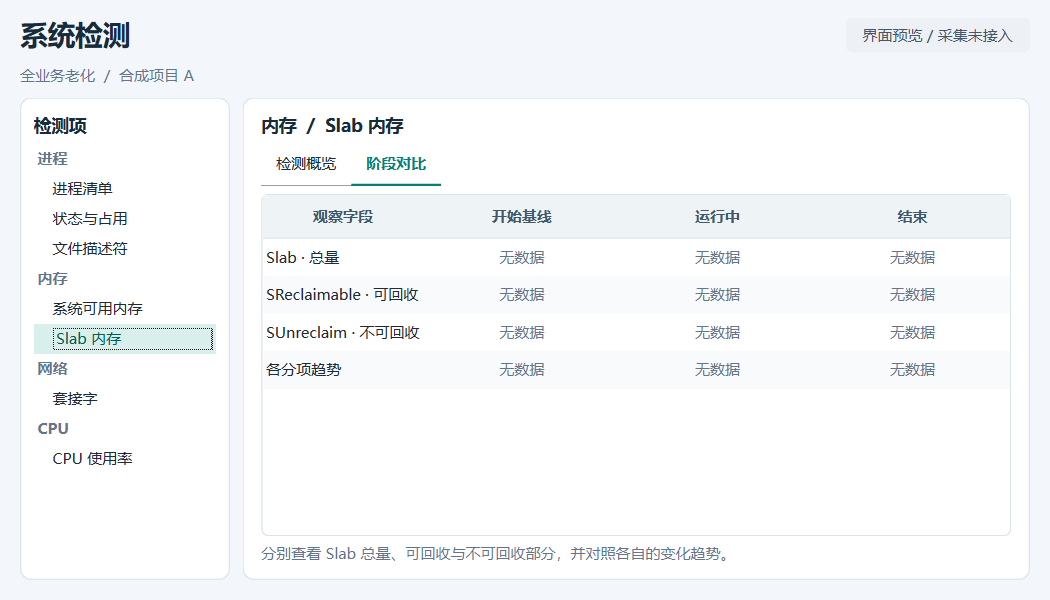 系统检测
界面预览 / 采集未接入
全业务老化 / 合成项目 A
检测项
进程
进程清单
状态与占用
文件描述符
内存
系统可用内存
Slab 内存
网络
套接字
CPU
CPU 使用率
内存 / Slab 内存
检测概览 阶段对比
观察字段 开始基线 运行中 结束
Slab · 总量 无数据 无数据 无数据
SReclaimable · 可回收 无数据 无数据 无数据
SUnreclaim · 不可回收 无数据 无数据 无数据
各分项趋势 无数据 无数据 无数据
分别查看 Slab 总量、可回收与不可回收部分，并对照各自的变化趋势。